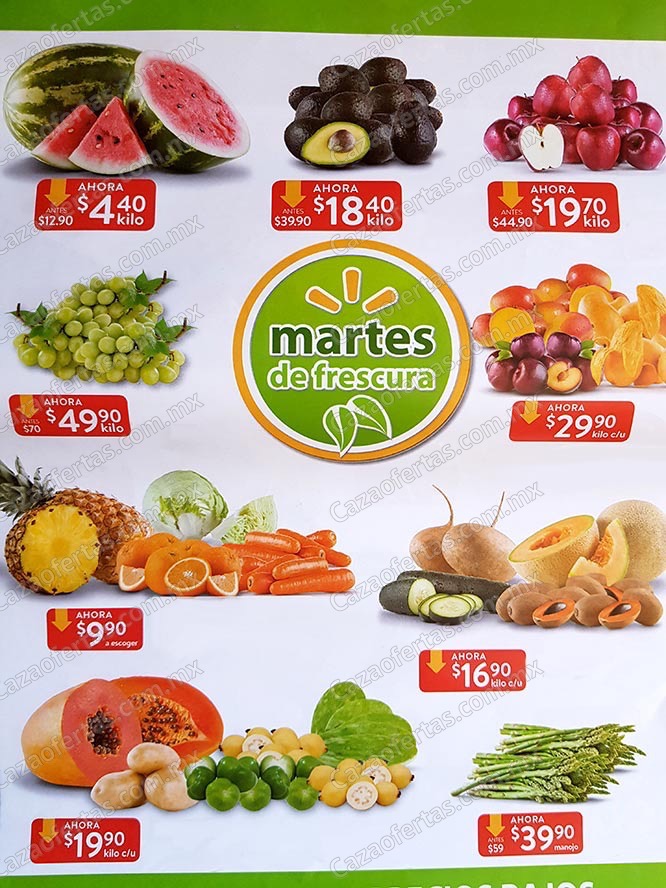 Cazaofertas.com.mx
AHORA
ANTES
$12.90
$4.40
kilo
AHORA
ANTES
$39.90
$18.40
kilo
AHORA
ANTES
$44.90
$19.70
kilo
martes
de frescura
AHORA
ANTES
$70
$49.90
kilo
AHORA
$29.90
kilo c/u
AHORA
$9.90
a escoger
AHORA
$16.90
kilo c/u
AHORA
$19.90
kilo c/u
AHORA
ANTES
$59
$39.90
manojo